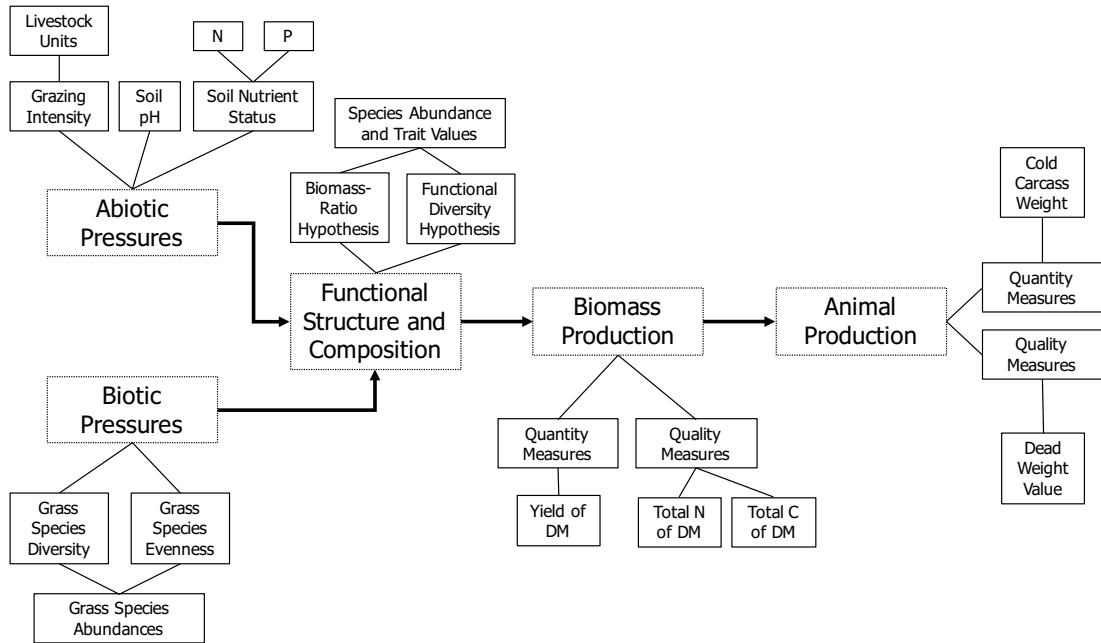 Livestock
Units
N
P
Grazing
Intensity
Soil
pH
Soil Nutrient
Status
Species Abundance
and Trait Values
Biomass-
Ratio
Hypothesis
Functional
Diversity
Hypothesis
Cold
Carcass
Weight
Abiotic
Pressures
Functional
Structure and
Composition
Biomass
Production
Animal
Production
Quantity
Measures
Quality
Measures
Biotic
Pressures
Quantity
Measures
Quality
Measures
Dead
Weight
Value
Grass
Species
Diversity
Grass
Species
Evenness
Yield of
DM
Total N
of DM
Total C
of DM
Grass Species
Abundances